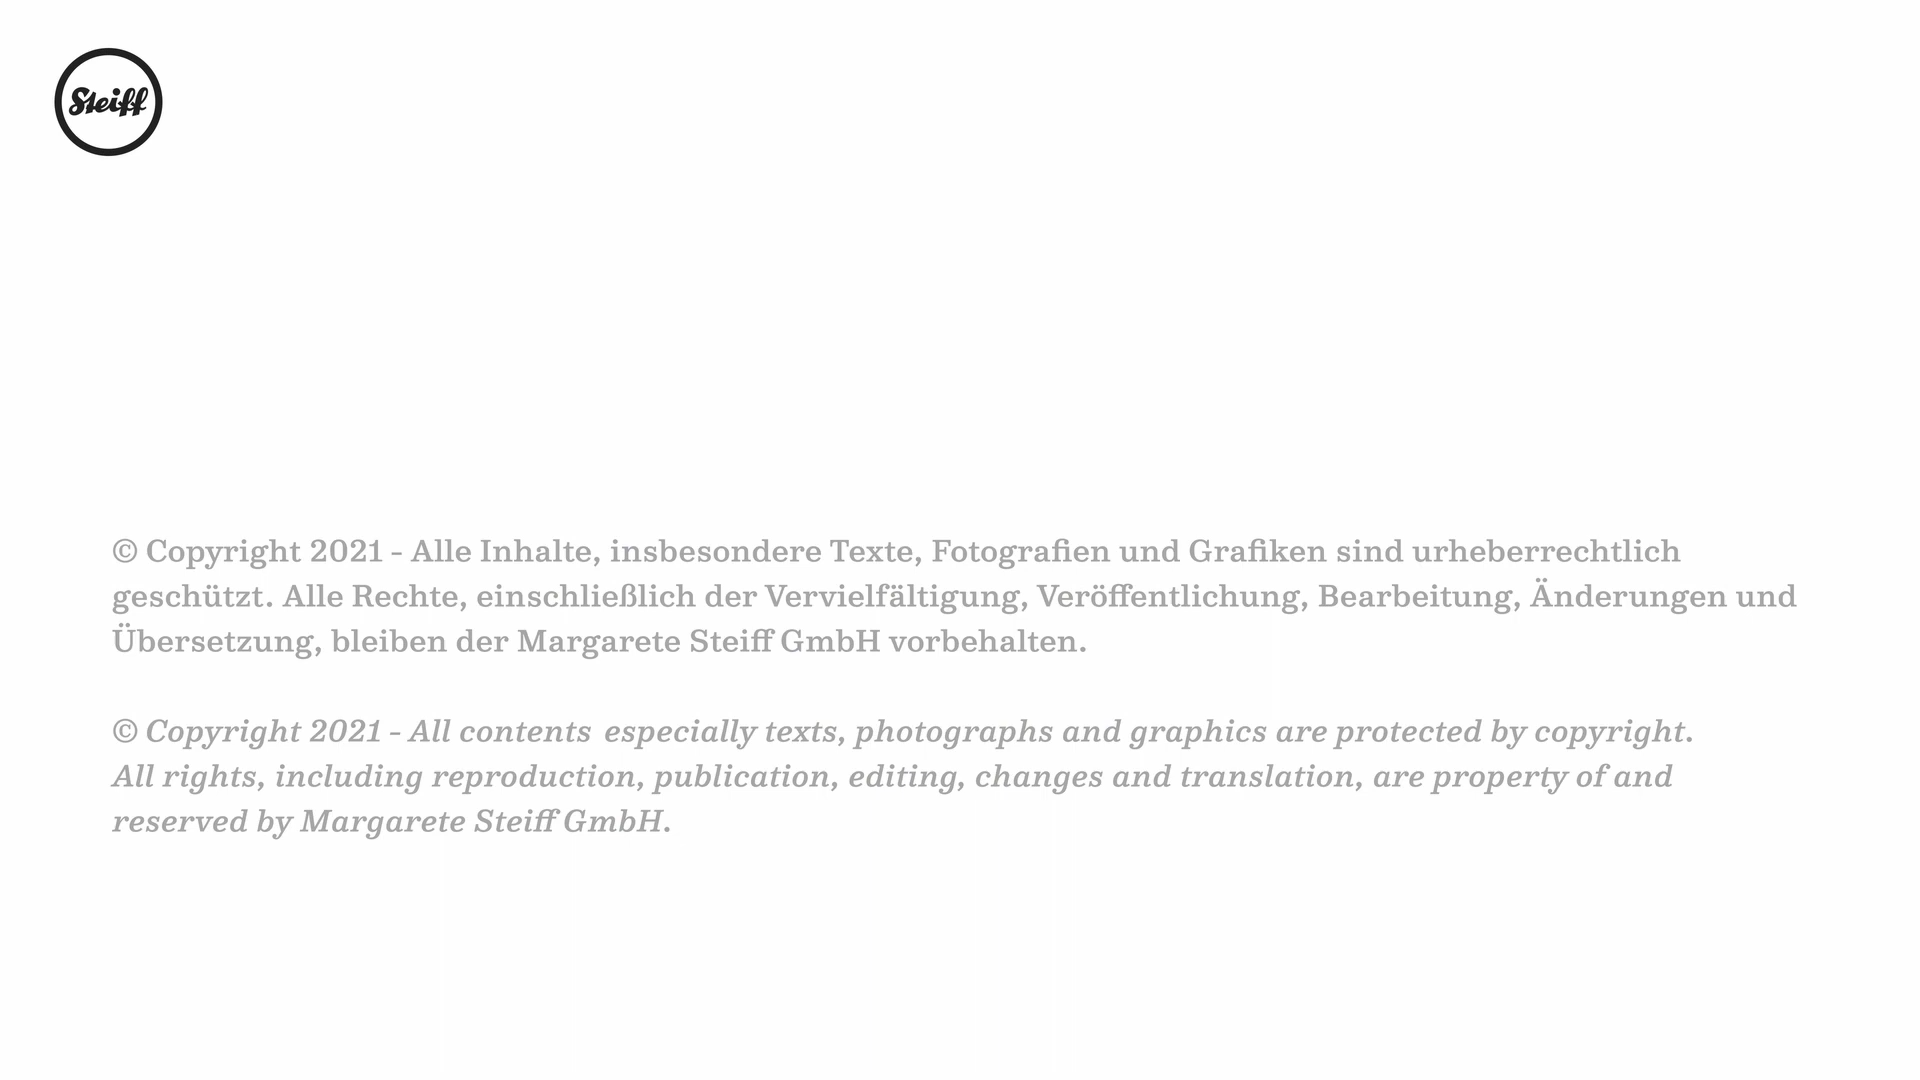 Steiff
© Copyright 2021 - Alle Inhalte, insbesondere Texte, Fotografien und Grafiken sind urheberrechtlich
geschützt. Alle Rechte, einschließlich der Vervielfältigung, Veröffentlichung, Bearbeitung, Änderungen und
Übersetzung, bleiben der Margarete Steiff GmbH vorbehalten.
© Copyright 2021 - All contents especially texts, photographs and graphics are protected by copyright.
All rights, including reproduction, publication, editing, changes and translation, are property of and
reserved by Margarete Steiff GmbH.